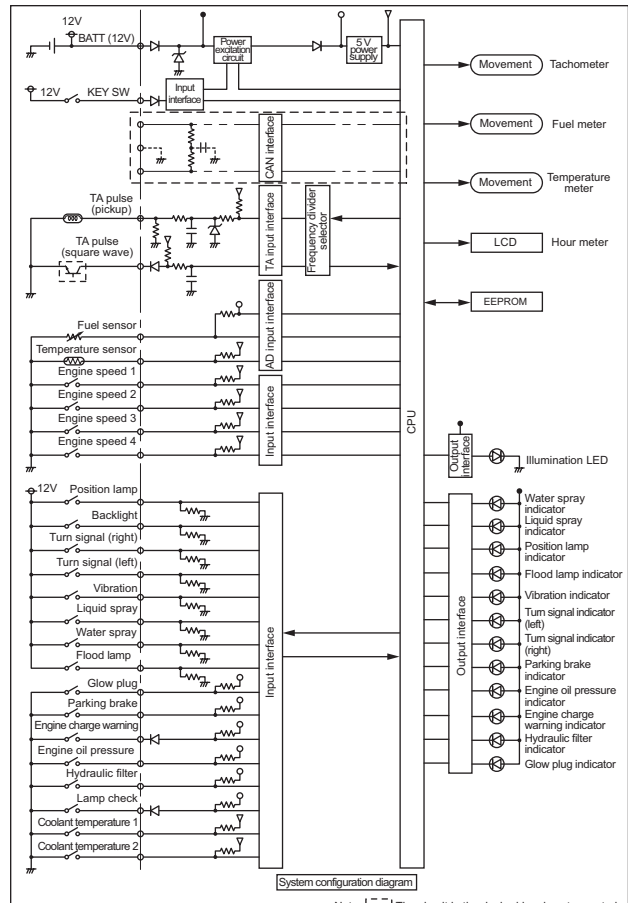 12V
BATT (12V)
Power
excitation
circuit
5 V
power
supply
12V
KEY SW
Input
interface
CAN interface
TA pulse
(pickup)
TA pulse
(square wave)
TA input interface
Frequency divider
selector
Fuel sensor
Temperature sensor
AD input interface
Engine speed 1
Engine speed 2
Engine speed 3
Engine speed 4
Input interface
CPU
Movement
Tachometer
Movement
Fuel meter
Movement
Temperature
meter
LCD
Hour meter
EEPROM
Output
interface
Illumination LED
12V
Position lamp
Backlight
Turn signal (right)
Turn signal (left)
Vibration
Liquid spray
Water spray
Flood lamp
Glow plug
Parking brake
Engine charge warning
Engine oil pressure
Hydraulic filter
Lamp check
Coolant temperature 1
Coolant temperature 2
Input interface
Output interface
Water spray
indicator
Liquid spray
indicator
Position lamp
indicator
Flood lamp indicator
Vibration indicator
Turn signal indicator
(left)
Turn signal indicator
(right)
Parking brake
indicator
Engine oil pressure
indicator
Engine charge
warning indicator
Hydraulic filter
indicator
Glow plug indicator
System configuration diagram